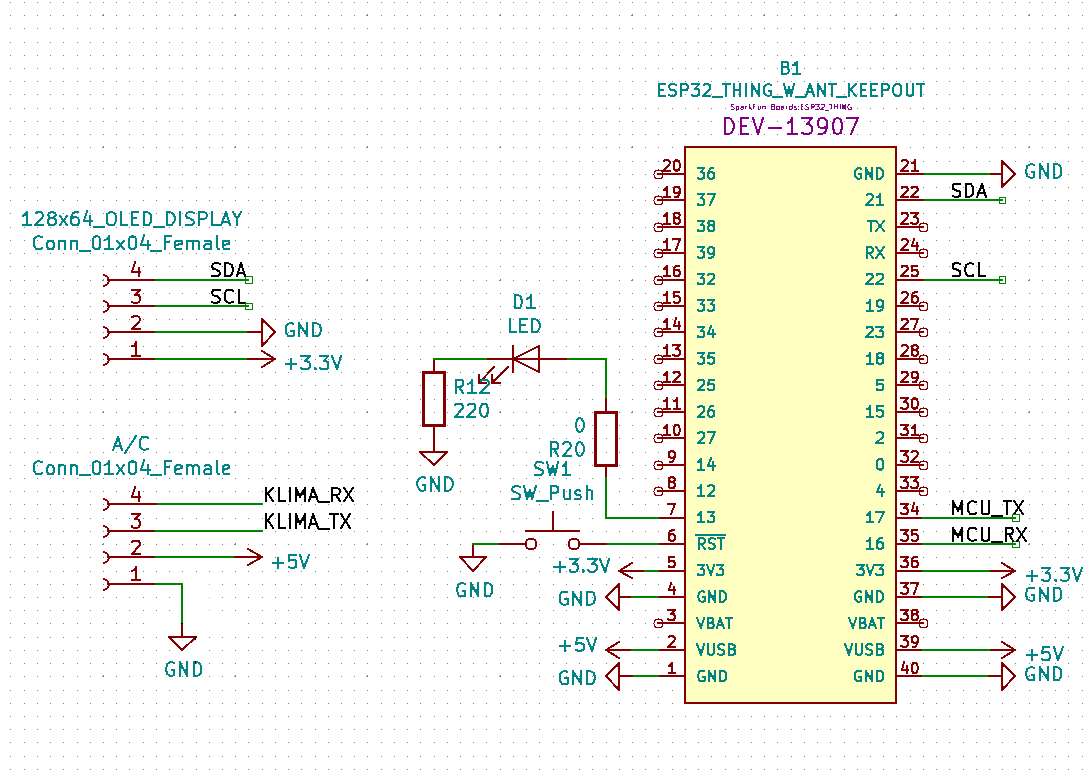 B1
ESP32_THING_W_ANT_KEEPOUT
SparkFun Boards:ESP32_THING
DEV-13907
128x64_OLED_DISPLAY
Conn_01x04_Female
4 SDA
3 SCL
2 GND
1 +3.3V
A/C
Conn_01x04_Female
4 KLIMA_RX
3 KLIMA_TX
2 +5V
1
GND
D1
LED
R12
220
GND
0
R20
SW1
SW_Push
GND
20 36
19 37
18 38
17 39
16 32
15 33
14 34
13 35
12 25
11 26
10 27
9 14
8 12
7 13
6 RST
+3.3V 5 3V3
GND 4 GND
3 VBAT
+5V 2 VUSB
GND 1 GND
GND 21 GND
21 22 SDA
TX 23
RX 24
22 25 SCL
19 26
23 27
18 28
5 29
15 30
2 31
0 32
4 33
17 34 MCU_TX
16 35 MCU_RX
3V3 36 +3.3V
GND 37 GND
VBAT 38
VUSB 39 +5V
GND 40 GND